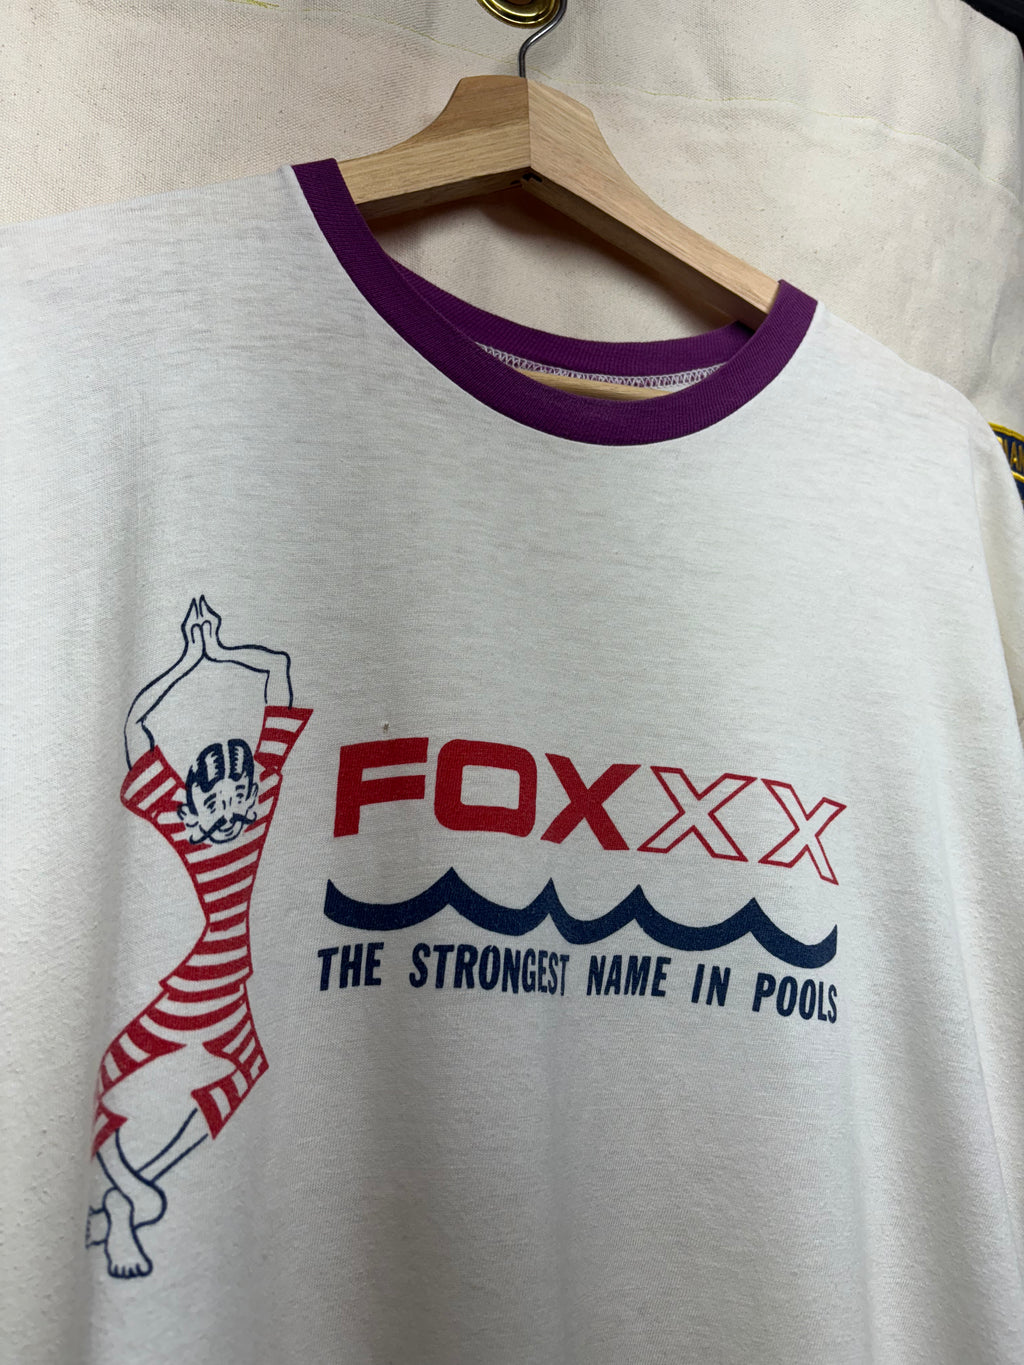 FOXXX
THE STRONGEST NAME IN POOLS